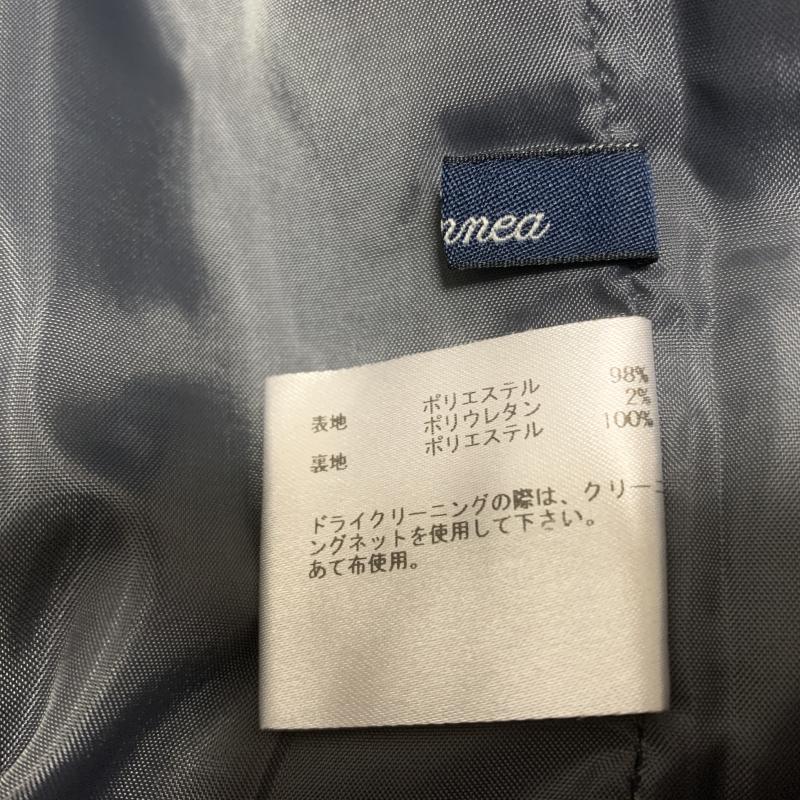 nnea
表地 ポリエステル 98%
ポリウレタン 2%
裏地 ポリエステル 100%
ドライクリーニングの際は、クリーニ
ングネットを使用して下さい。
あて布使用。